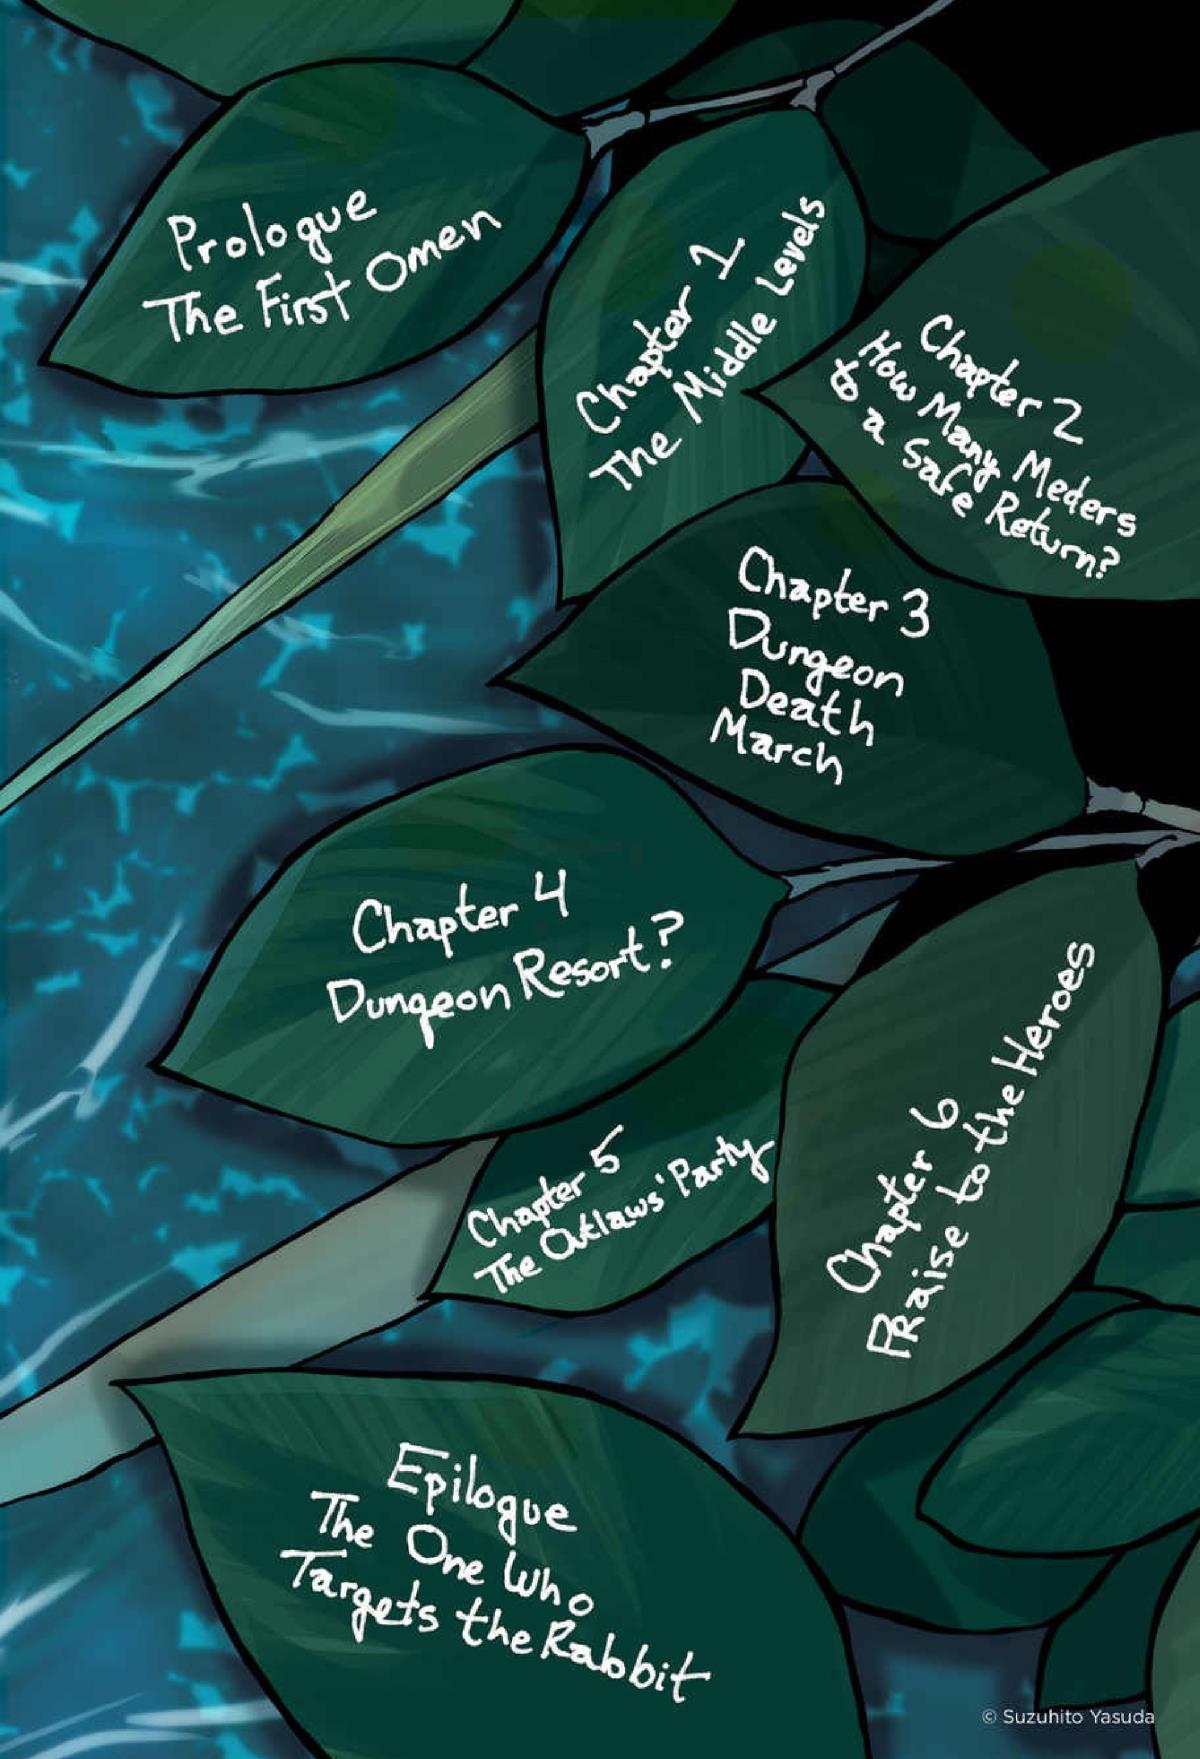 Prologue
The First Omen
Chapter 1
The Middle Levels
Chapter 2
How Many Meders
to a Safe Return?
Chapter 3
Dungeon
Death
March
Chapter 4
Dungeon Resort?
Chapter 5
The Outlaws' Party
Chapter 6
PRaise to the Heroes
Epilogue
The One Who
Targets the Rabbit
© Suzuhito Yasuda